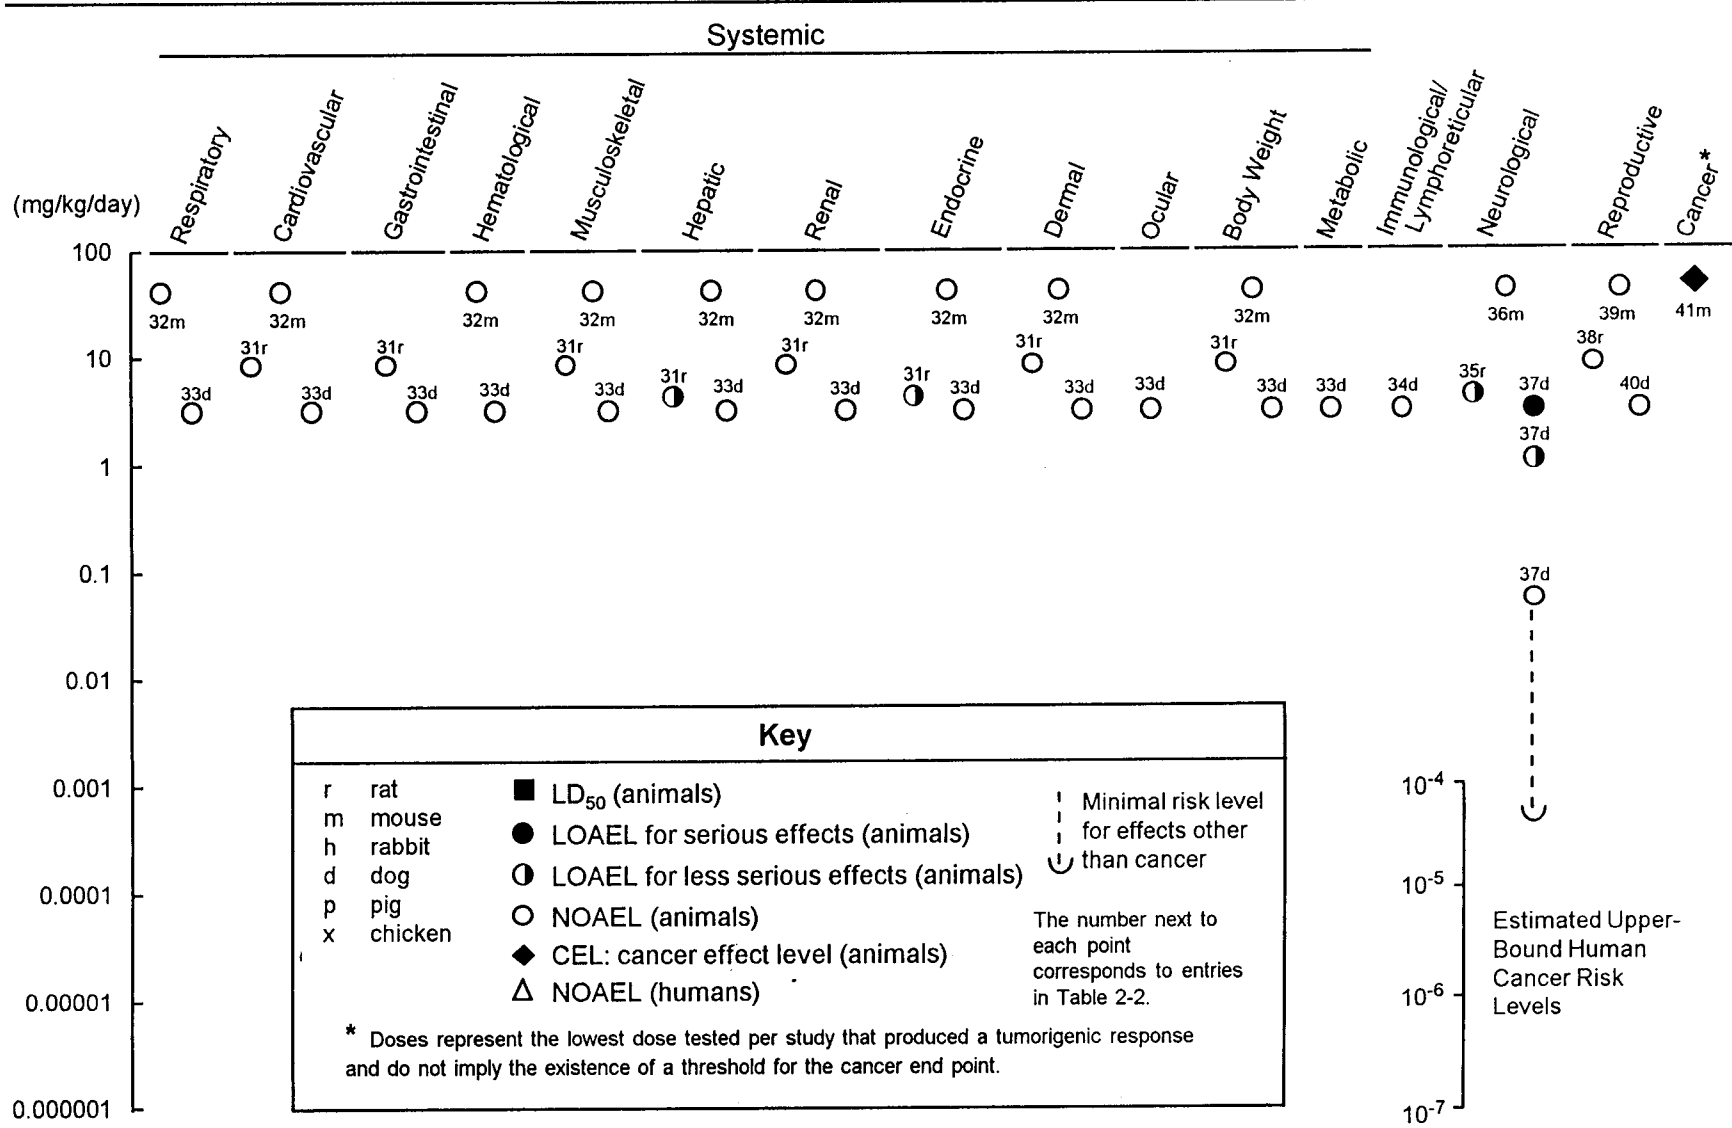 Systemic
(mg/kg/day)
Respiratory
Cardiovascular
Gastrointestinal
Hematological
Musculoskeletal
Hepatic
Renal
Endocrine
Dermal
Ocular
Body Weight
Metabolic
Immunological/
Lymphoreticular
Neurological
Reproductive
Cancer*
100
32m 32m 32m 32m 32m 32m 32m 32m 32m 36m 39m 41m
10
31r 31r 31r 31r 31r 31r 38r
31r 31r 35r
33d 33d 33d 33d 33d 33d 33d 33d 33d 33d 33d 33d 34d 37d 40d
37d
1
0.1
37d
0.01
0.001
0.0001
0.00001
0.000001
Key
r rat
m mouse
h rabbit
d dog
p pig
x chicken
LD50 (animals)
LOAEL for serious effects (animals)
LOAEL for less serious effects (animals)
NOAEL (animals)
CEL: cancer effect level (animals)
NOAEL (humans)
Minimal risk level
for effects other
than cancer
The number next to
each point
corresponds to entries
in Table 2-2.
* Doses represent the lowest dose tested per study that produced a tumorigenic response
and do not imply the existence of a threshold for the cancer end point.
10-4
10-5
10-6
10-7
Estimated Upper-
Bound Human
Cancer Risk
Levels